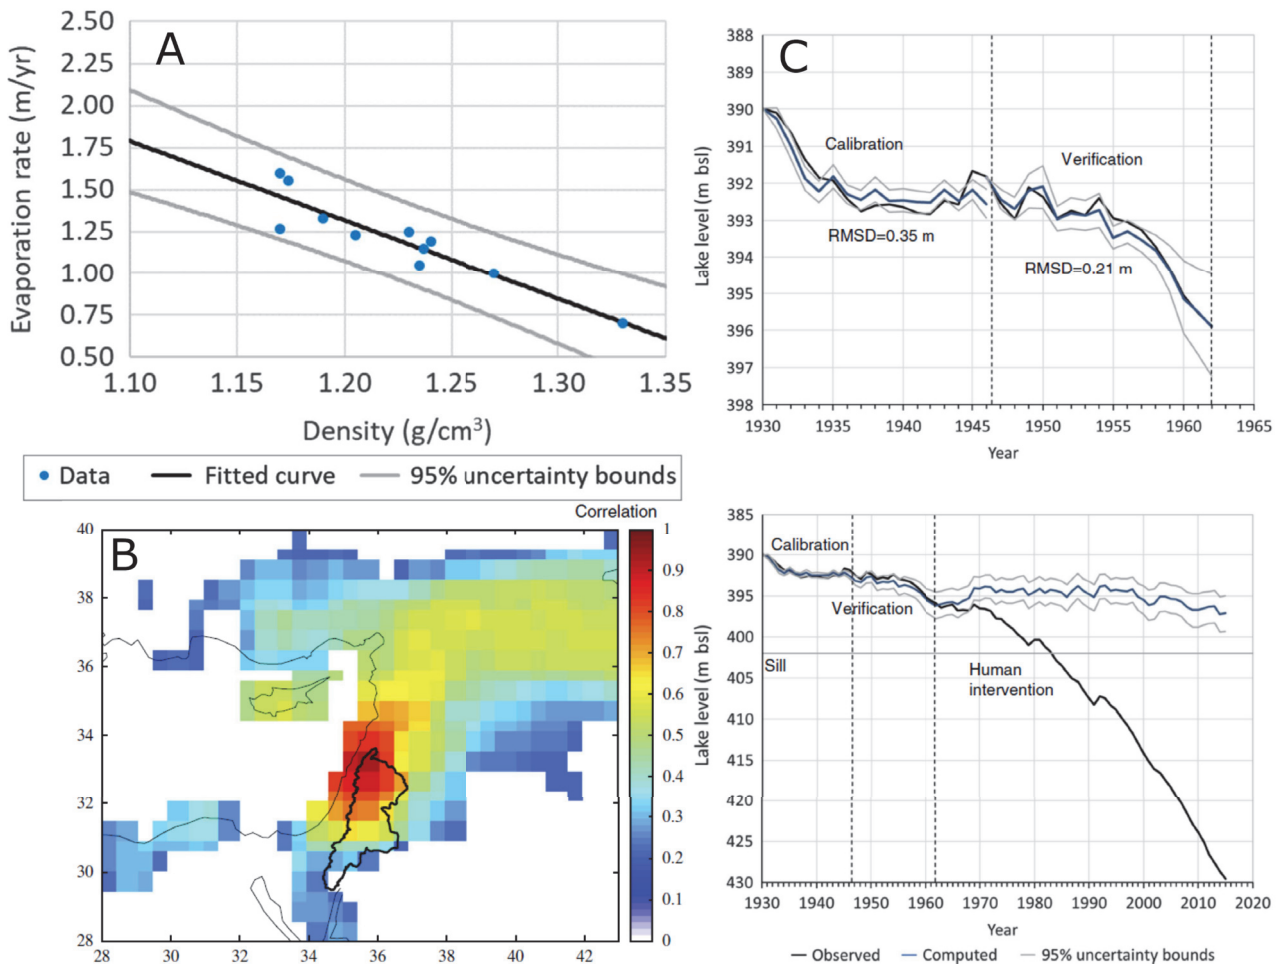 A
2.50
2.25
2.00
1.75
1.50
1.25
1.00
0.75
0.50
Evaporation rate (m/yr)
1.10 1.15 1.20 1.25 1.30 1.35
Density (g/cm³)
Data Fitted curve 95% uncertainty bounds
B
Correlation
40
38
36
34
32
30
28
28 30 32 34 36 38 40 42
1
0.9
0.8
0.7
0.6
0.5
0.4
0.3
0.2
0.1
0
C
388
389
390
391
392
393
394
395
396
397
398
Lake level (m bsl)
Calibration
Verification
RMSD=0.35 m
RMSD=0.21 m
1930 1935 1940 1945 1950 1955 1960 1965
Year
385
390
395
400
405
410
415
420
425
430
Lake level (m bsl)
Calibration
Verification
Sill
Human
intervention
1930 1940 1950 1960 1970 1980 1990 2000 2010 2020
Year
Observed Computed 95% uncertainty bounds